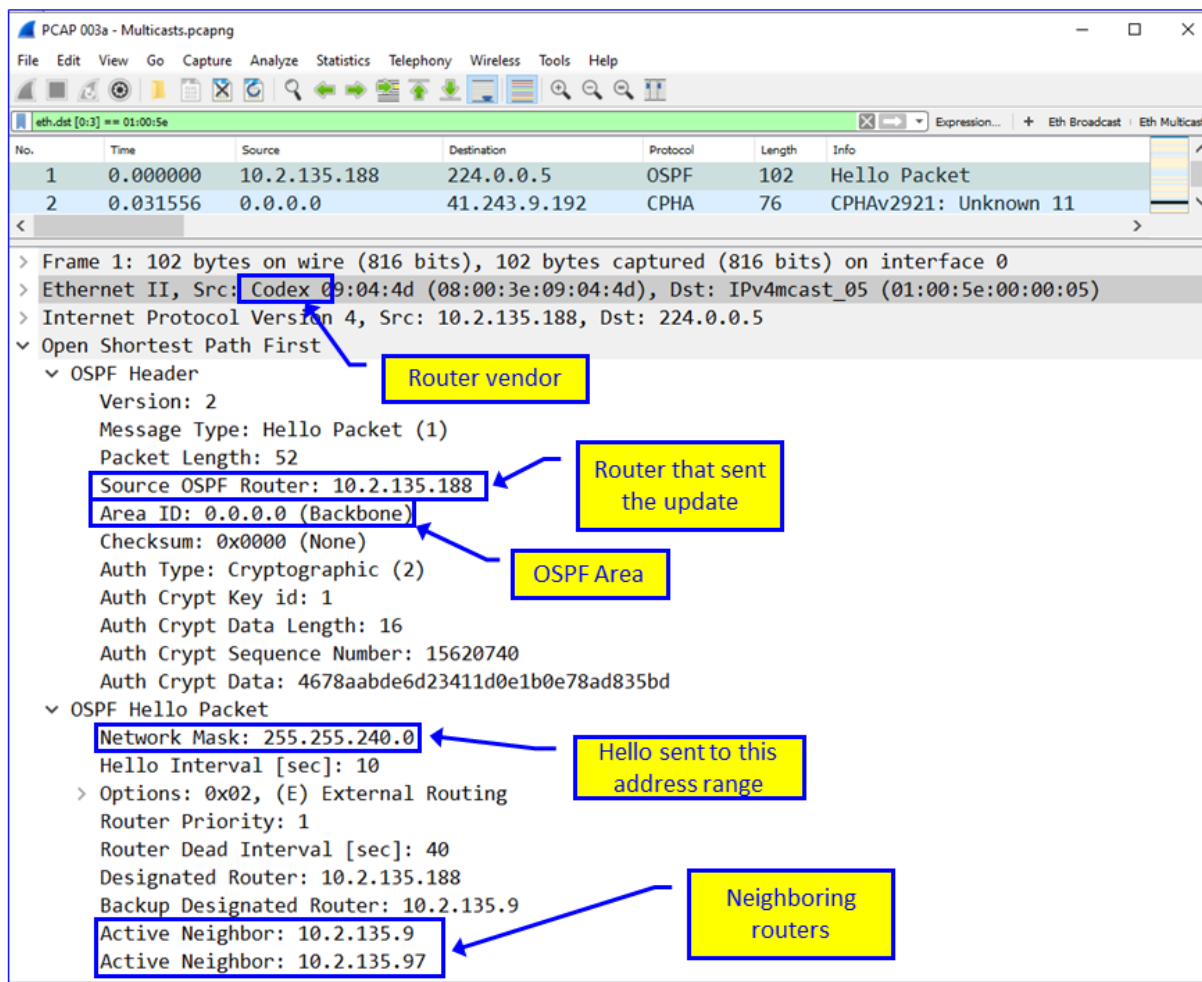 PCAP 003a - Multicasts.pcapng
File Edit View Go Capture Analyze Statistics Telephony Wireless Tools Help
eth.dst [0:3] == 01:00:5e
Expression... + Eth Broadcast Eth Multicast
No. Time Source Destination Protocol Length Info
1 0.000000 10.2.135.188 224.0.0.5 OSPF 102 Hello Packet
2 0.031556 0.0.0.0 41.243.9.192 CPHA 76 CPHAv2921: Unknown 11
Frame 1: 102 bytes on wire (816 bits), 102 bytes captured (816 bits) on interface 0
Ethernet II, Src: Codex 09:04:4d (08:00:3e:09:04:4d), Dst: IPv4mcast_05 (01:00:5e:00:00:05)
Internet Protocol Version 4, Src: 10.2.135.188, Dst: 224.0.0.5
Open Shortest Path First
Router vendor
OSPF Header
Version: 2
Message Type: Hello Packet (1)
Packet Length: 52
Source OSPF Router: 10.2.135.188
Router that sent
the update
Area ID: 0.0.0.0 (Backbone)
Checksum: 0x0000 (None)
Auth Type: Cryptographic (2)
OSPF Area
Auth Crypt Key id: 1
Auth Crypt Data Length: 16
Auth Crypt Sequence Number: 15620740
Auth Crypt Data: 4678aabde6d23411d0e1b0e78ad835bd
OSPF Hello Packet
Network Mask: 255.255.240.0
Hello sent to this
address range
Hello Interval [sec]: 10
Options: 0x02, (E) External Routing
Router Priority: 1
Router Dead Interval [sec]: 40
Designated Router: 10.2.135.188
Backup Designated Router: 10.2.135.9
Active Neighbor: 10.2.135.9
Active Neighbor: 10.2.135.97
Neighboring
routers